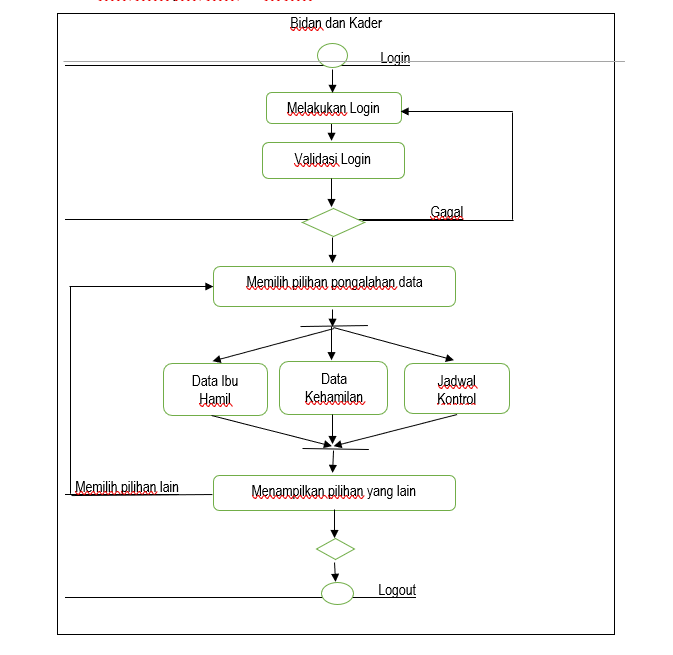 Bidan dan Kader
Login
Melakukan Login
Validasi Login
Gagal
Memilih pilihan pongalahan data
Data Ibu
Hamil
Data
Kehamilan
Jadwal
Kontrol
Memilih pilihan lain
Menampilkan pilihan yang lain
Logout